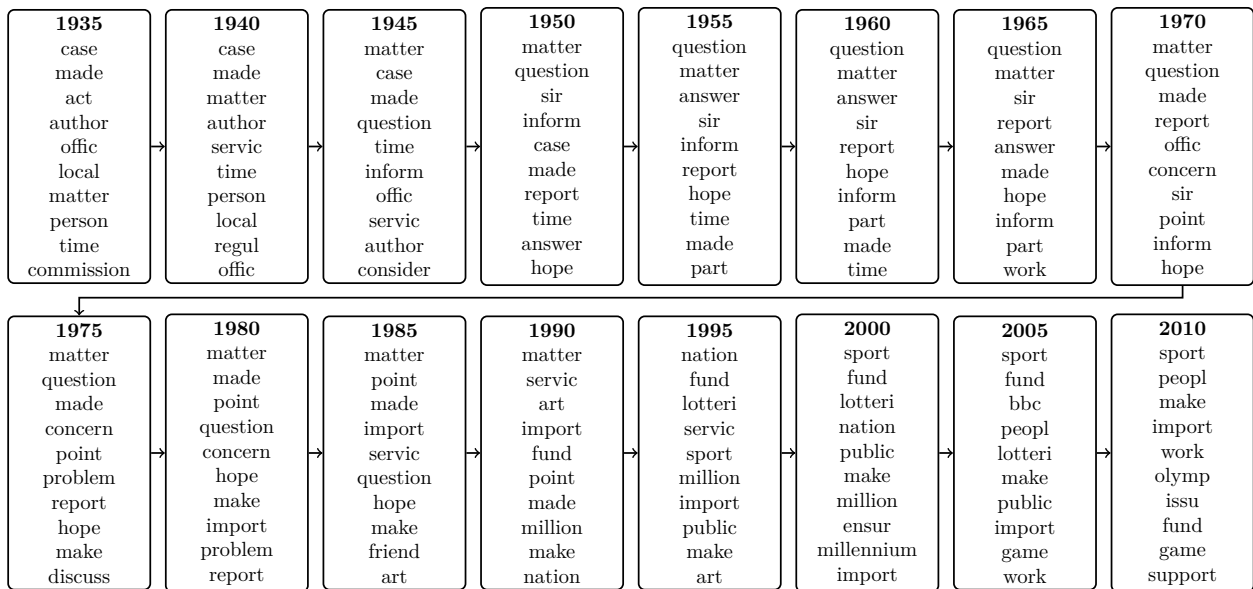 1935
case
made
act
author
offic
local
matter
person
time
commission
1940
case
made
matter
author
servic
time
person
local
regul
offic
1945
matter
case
made
question
time
inform
offic
servic
author
consider
1950
matter
question
sir
inform
case
made
report
time
answer
hope
1955
question
matter
answer
sir
inform
report
hope
time
made
part
1960
question
matter
answer
sir
report
hope
inform
part
made
time
1965
question
matter
sir
report
answer
made
hope
inform
part
work
1970
matter
question
made
report
offic
concern
sir
point
inform
hope
1975
matter
question
made
concern
point
problem
report
hope
make
discuss
1980
matter
made
point
question
concern
hope
make
import
problem
report
1985
matter
point
made
import
servic
question
hope
make
friend
art
1990
matter
servic
art
import
fund
point
made
million
make
nation
1995
nation
fund
lotteri
servic
sport
million
import
public
make
art
2000
sport
fund
lotteri
nation
public
make
million
ensur
millennium
import
2005
sport
fund
bbc
peopl
lotteri
make
public
import
game
work
2010
sport
peopl
make
import
work
olymp
issu
fund
game
support